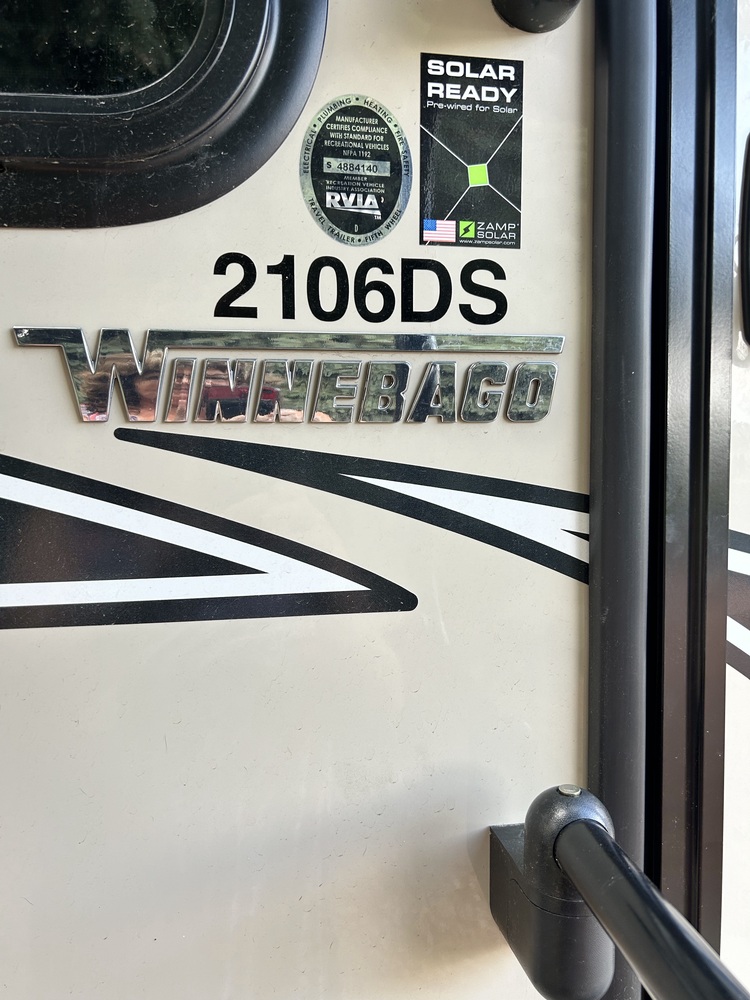 ELECTRICAL • PLUMBING • HEATING • FIRE SAFETY
MANUFACTURER
CERTIFIES COMPLIANCE
WITH STANDARD FOR
RECREATIONAL VEHICLES
NFPA 1192
S 4884140
MEMBER
RECREATION VEHICLE
INDUSTRY ASSOCIATION
RVIA
TM
D
TRAVEL TRAILER • FIFTH WHEEL
SOLAR
READY
Pre-wired for Solar
ZAMP
SOLAR
www.zampsolar.com
2106DS
WINNEBAGO